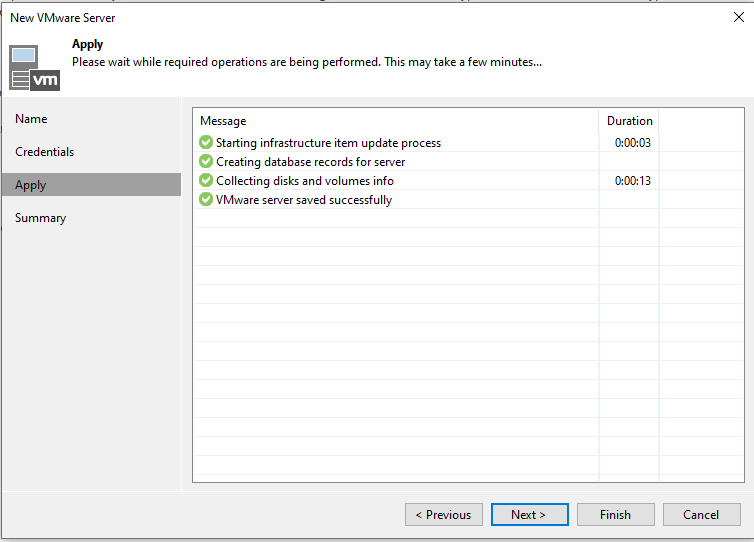 New VMware Server
Apply
Please wait while required operations are being performed. This may take a few minutes...
vm
Name
Credentials
Apply
Summary
Message Duration
Starting infrastructure item update process 0:00:03
Creating database records for server
Collecting disks and volumes info 0:00:13
VMware server saved successfully
< Previous Next > Finish Cancel